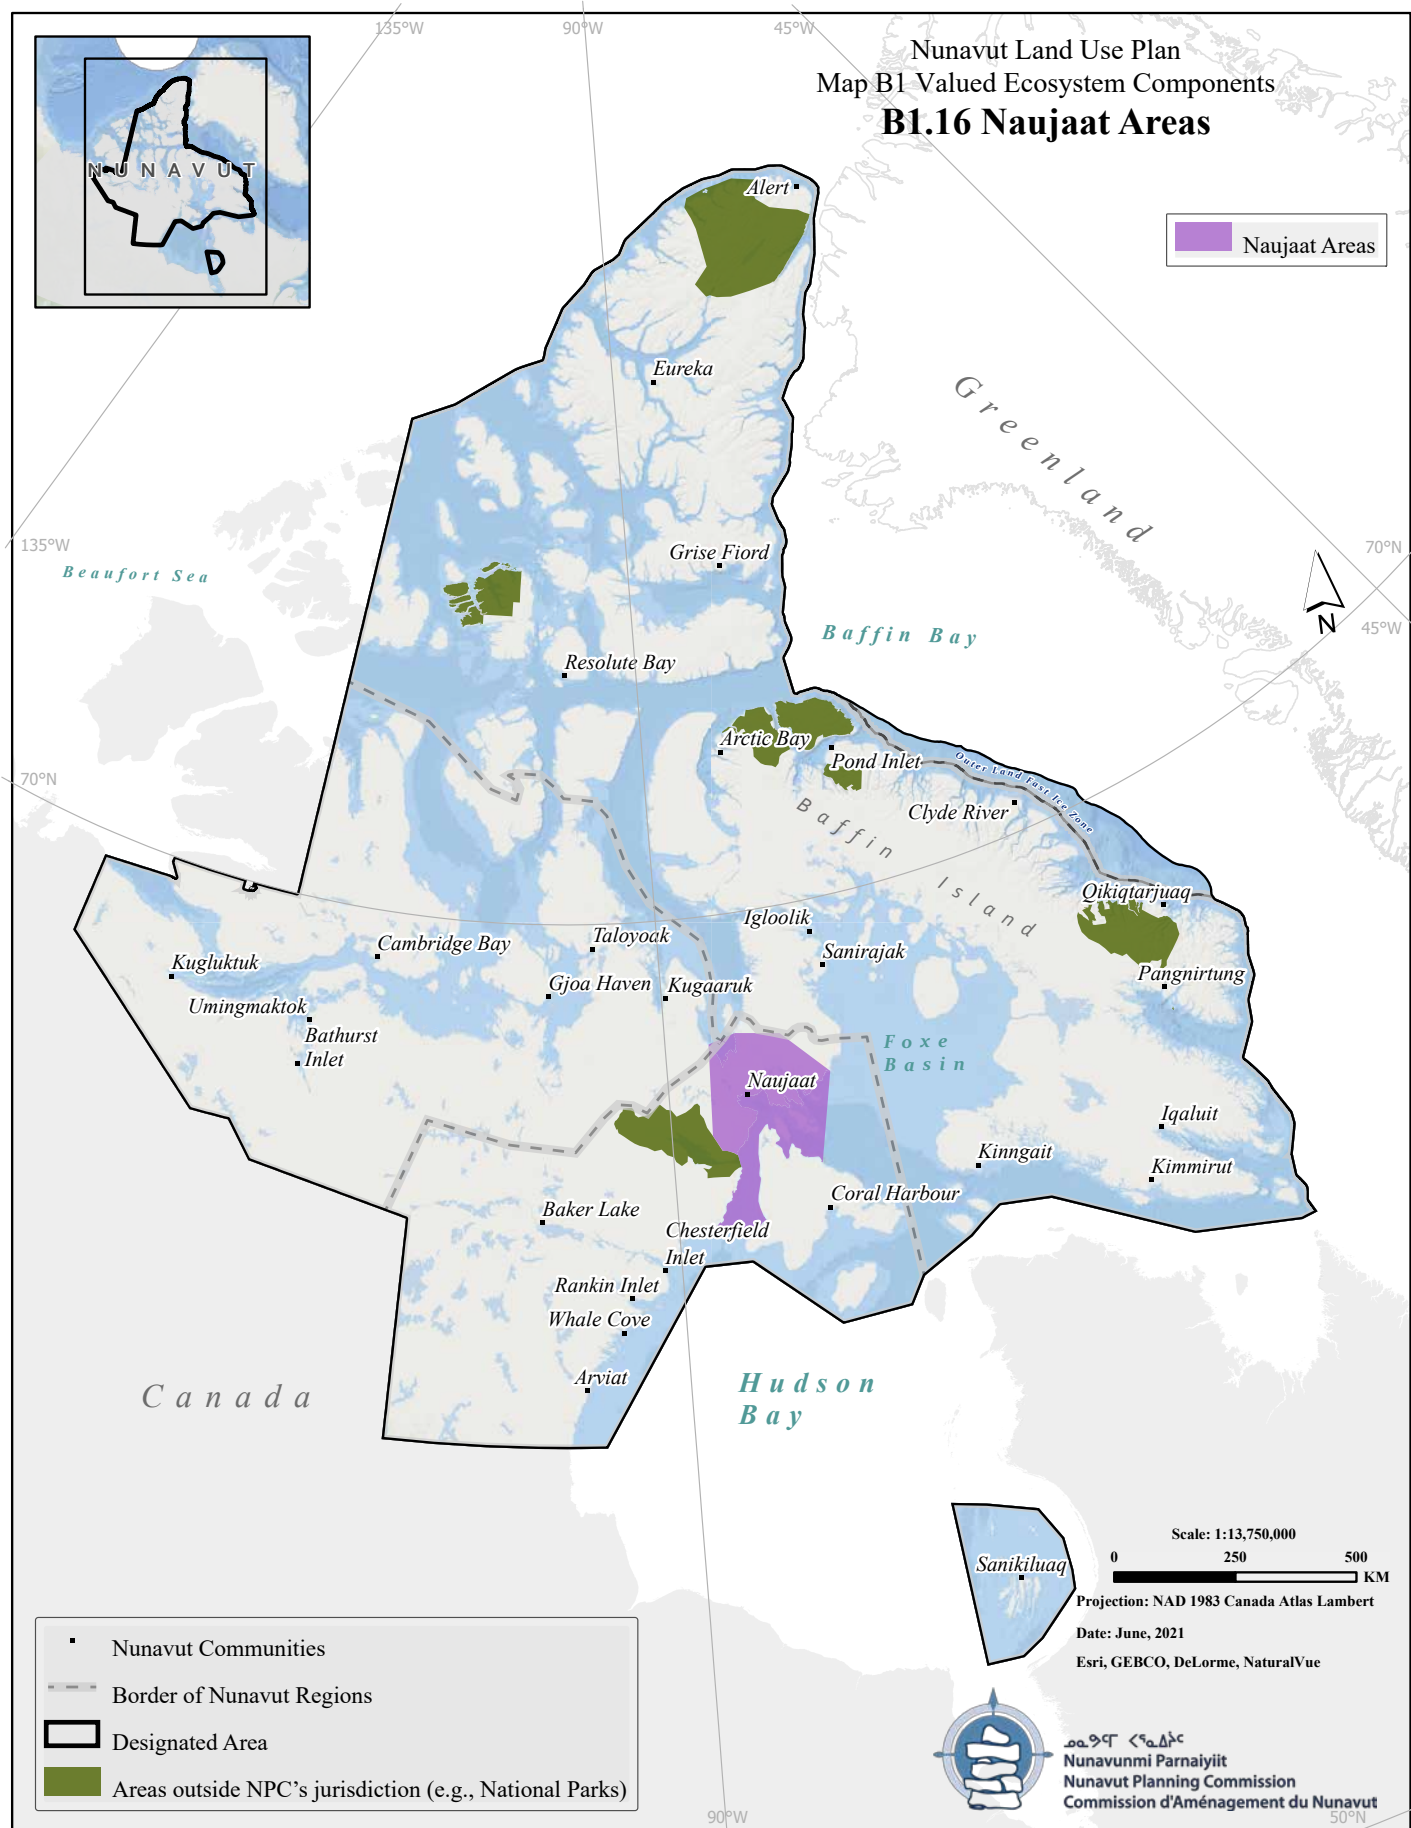 135°W
90°W
45°W
Nunavut Land Use Plan
Map B1 Valued Ecosystem Components
B1.16 Naujaat Areas
NUNAVUT
Naujaat Areas
Alert
Eureka
Greenland
Grise Fiord
135°W
Beaufort Sea
70°N
45°W
N
Baffin Bay
Resolute Bay
Arctic Bay
Pond Inlet
Outer Land Fast Ice Zone
70°N
Clyde River
Baffin
Island
Qikiqtarjuaq
Igloolik
Taloyoak
Cambridge Bay
Sanirajak
Kugluktuk
Pangnirtung
Gjoa Haven
Kugaaruk
Umingmaktok
Bathurst
Inlet
Foxe
Basin
Naujaat
Iqaluit
Kinngait
Kimmirut
Coral Harbour
Baker Lake
Chesterfield
Inlet
Rankin Inlet
Whale Cove
Arviat
Canada
Hudson
Bay
Sanikiluaq
Scale: 1:13,750,000
0 250 500
KM
Projection: NAD 1983 Canada Atlas Lambert
Date: June, 2021
Esri, GEBCO, DeLorme, NaturalVue
Nunavut Communities
Border of Nunavut Regions
Designated Area
Areas outside NPC's jurisdiction (e.g., National Parks)
ᓄᓇᕗᒻᒥ ᐸᕐᓇᐃᔩᑦ
Nunavunmi Parnaiyiit
Nunavut Planning Commission
Commission d'Aménagement du Nunavut
90°W
50°N